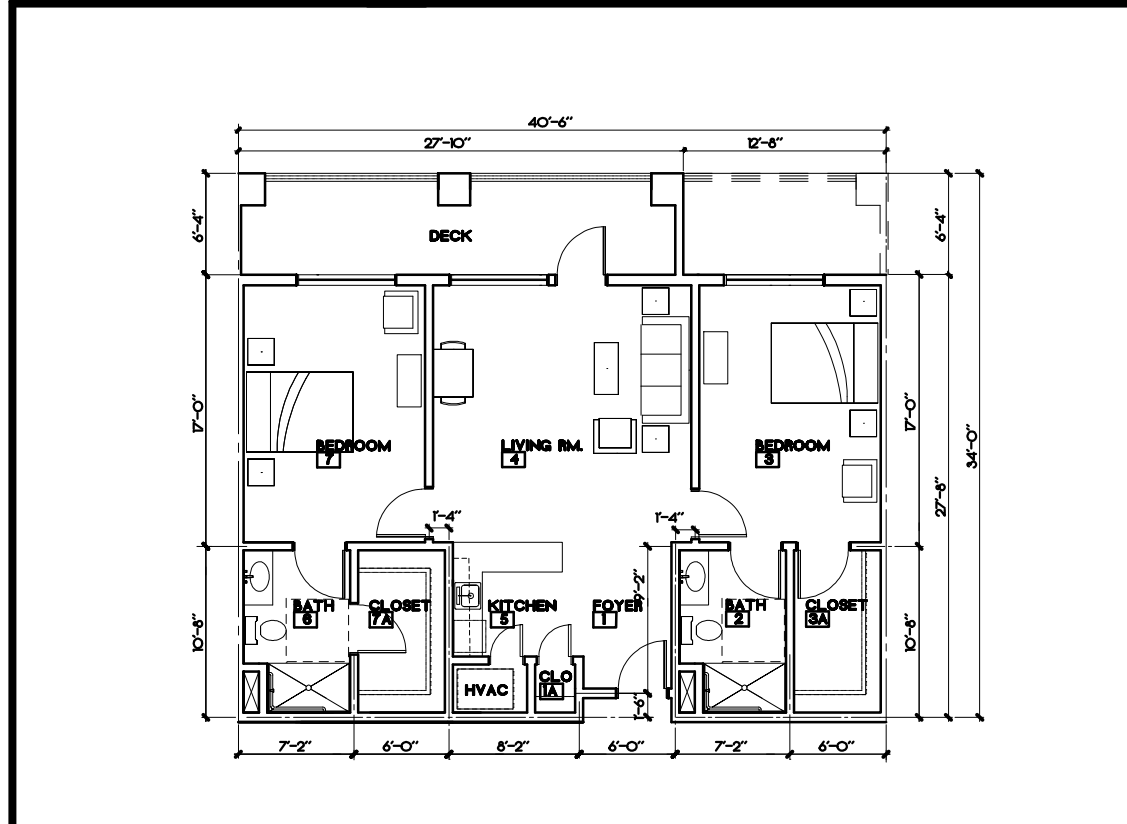 40'-6"
27'-10"
12'-8"
6'-4"
DECK
6'-4"
17'-0"
BEDROOM
7
LIVING RM.
4
BEDROOM
3
17'-0"
34'-0"
27'-8"
1'-4"
1'-4"
9'-2"
BATH
6
CLOSET
7A
KITCHEN
5
FOYER
1
BATH
2
CLOSET
3A
10'-8"
10'-8"
HVAC
CLO
1A
1'-6"
7'-2"
6'-0"
8'-2"
6'-0"
7'-2"
6'-0"